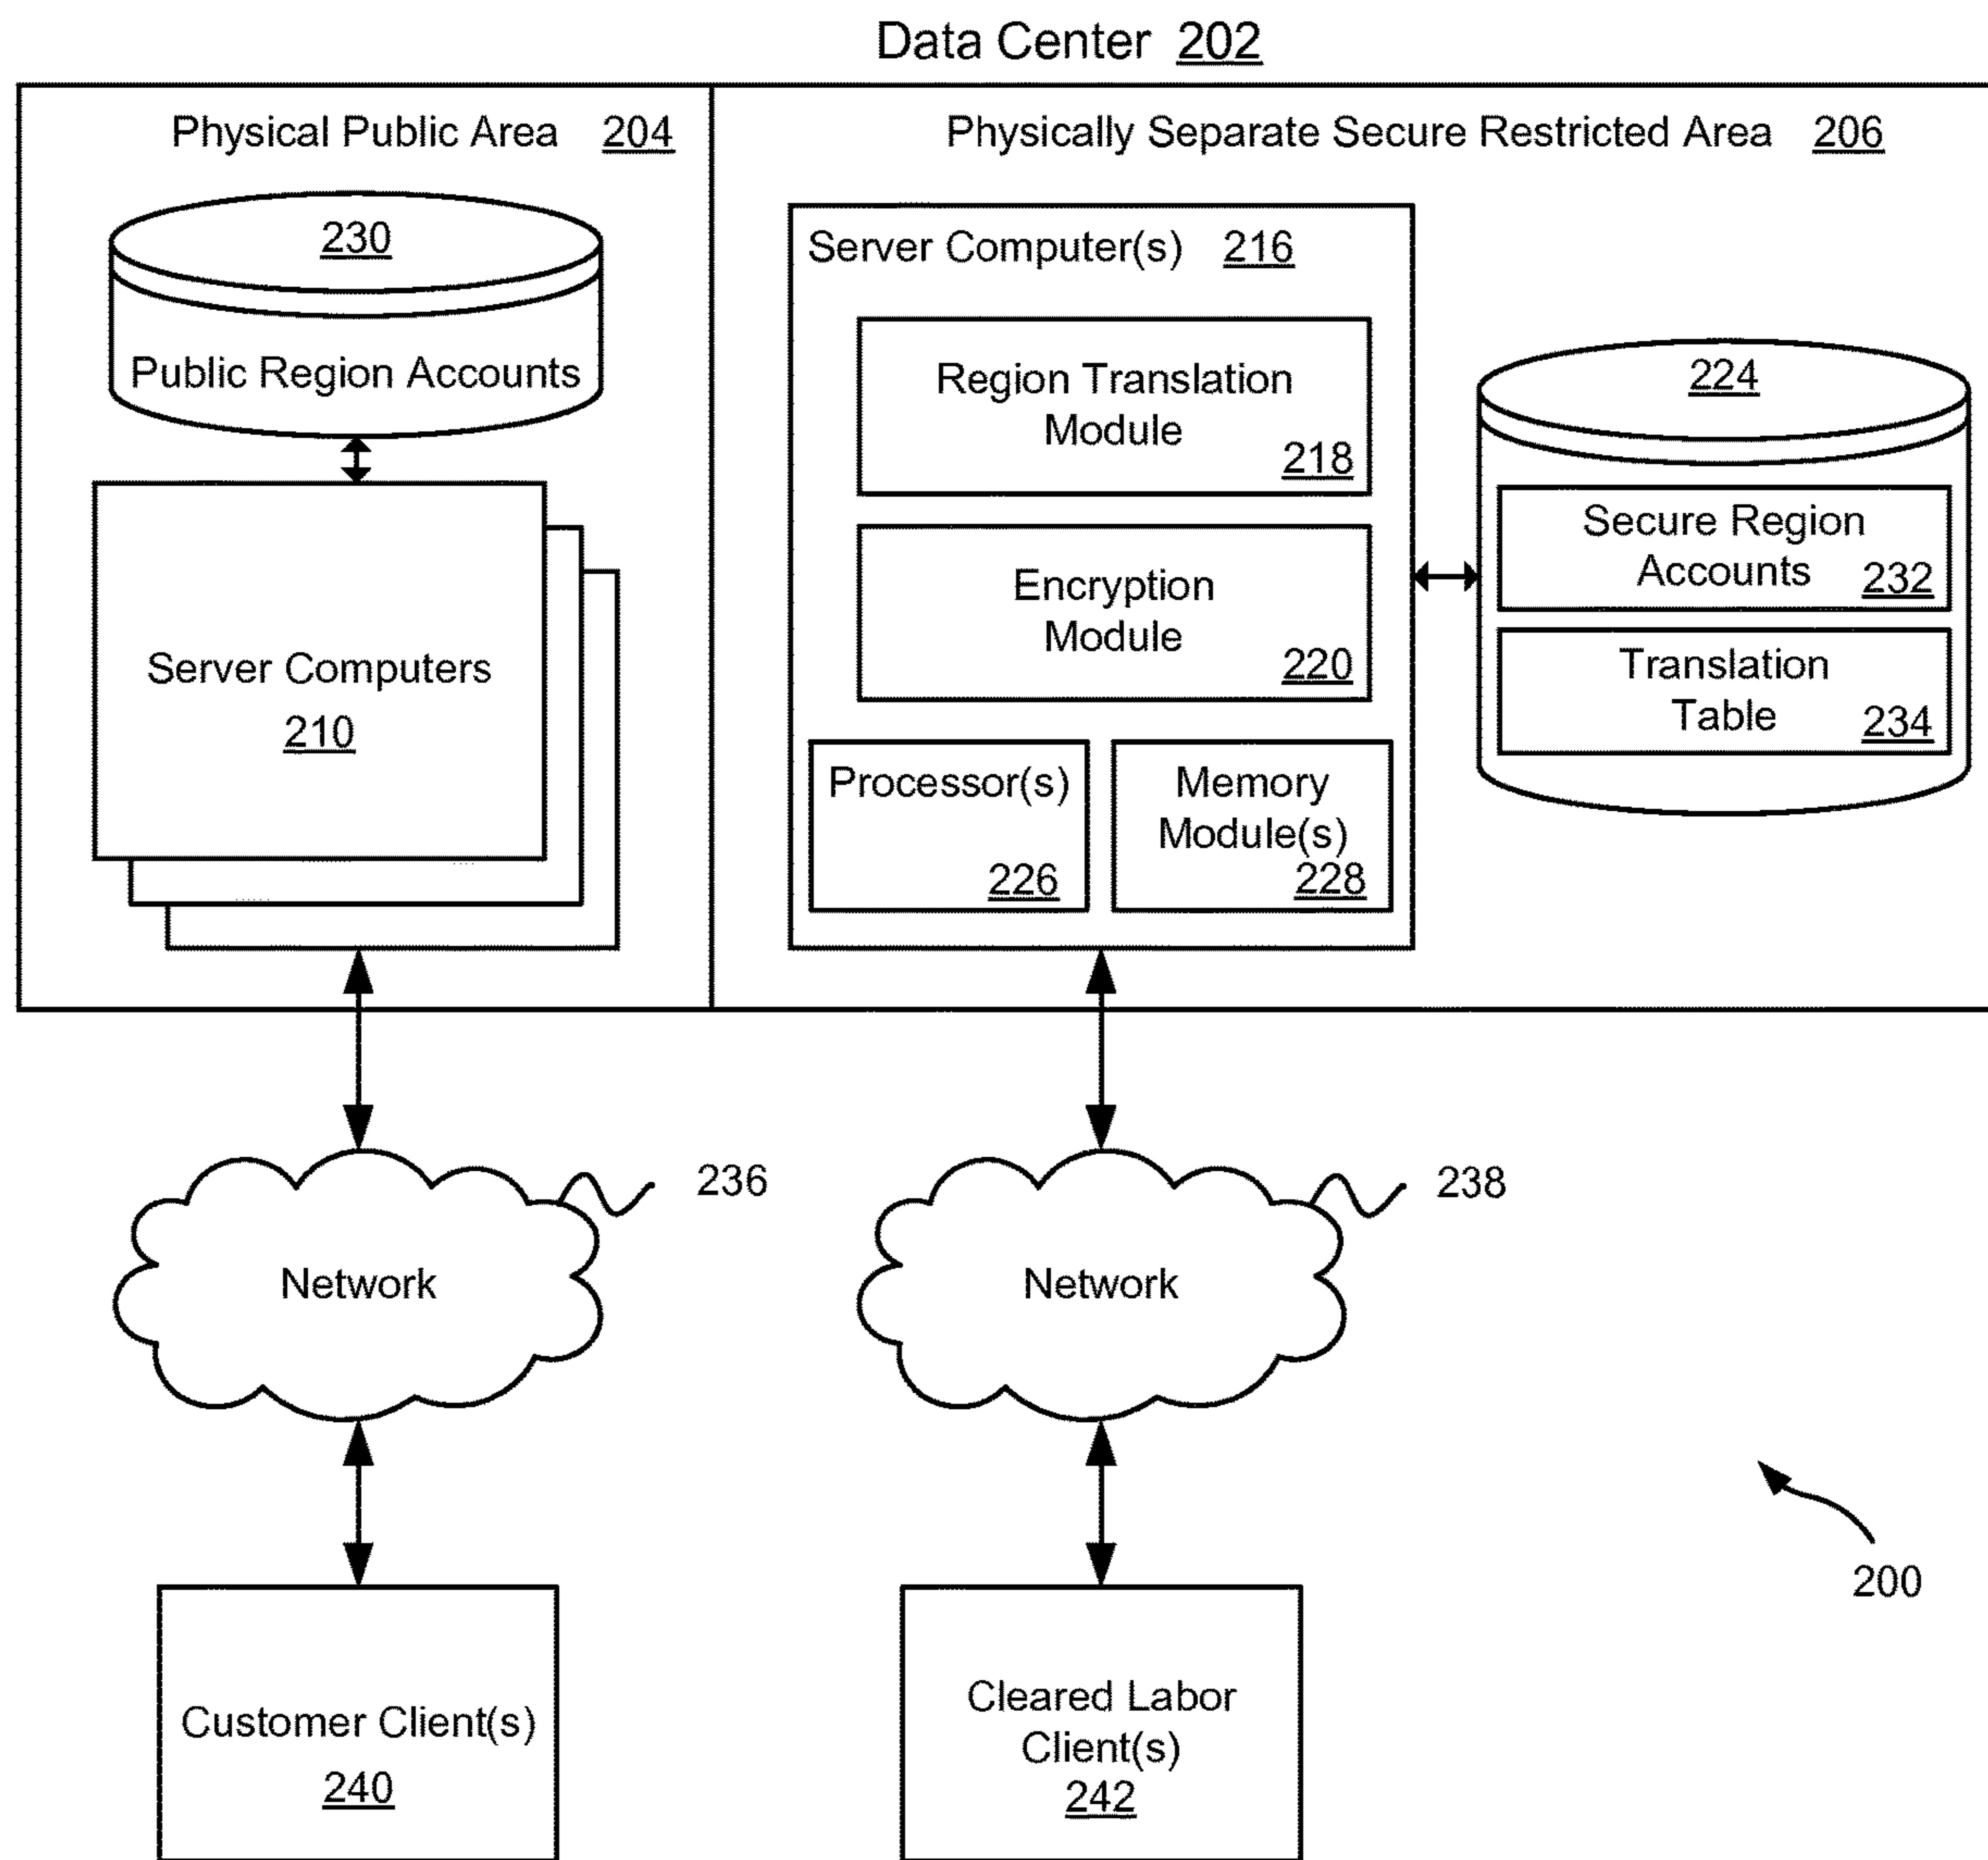 Data Center 202
Physical Public Area 204
230
Public Region Accounts
Server Computers
210
Physically Separate Secure Restricted Area 206
Server Computer(s) 216
Region Translation
Module
218
Encryption
Module
220
Processor(s)
226
Memory
Module(s)
228
224
Secure Region
Accounts 232
Translation
Table 234
236
Network
238
Network
Customer Client(s)
240
Cleared Labor
Client(s)
242
200